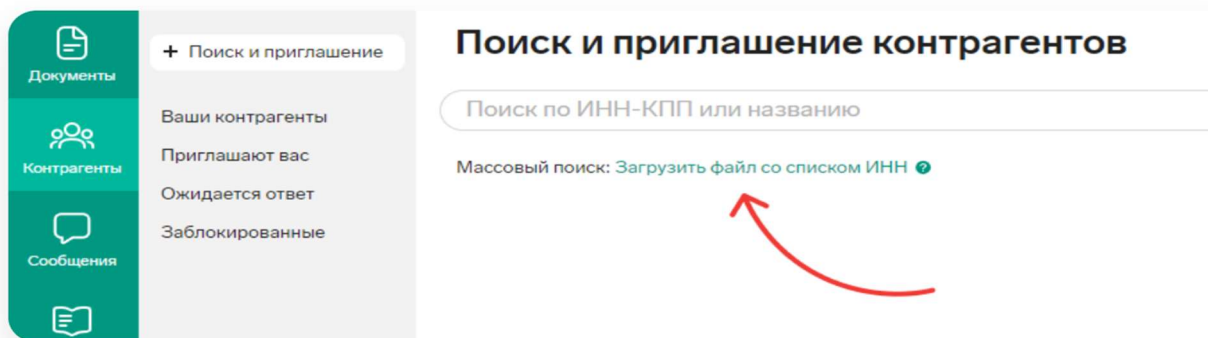 Документы
Контрагенты
Сообщения
+ Поиск и приглашение
Ваши контрагенты
Приглашают вас
Ожидается ответ
Заблокированные
Поиск и приглашение контрагентов
Поиск по ИНН-КПП или названию
Массовый поиск: Загрузить файл со списком ИНН ?